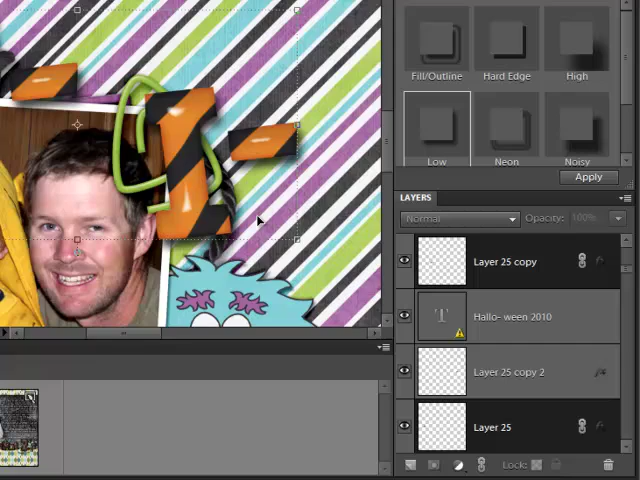 Fill/Outline
Hard Edge
High
Low
Neon
Noisy
Apply
LAYERS
Normal
Opacity: 100%
Layer 25 copy
T
Hallo- ween 2010
Layer 25 copy 2
Layer 25
Lock: